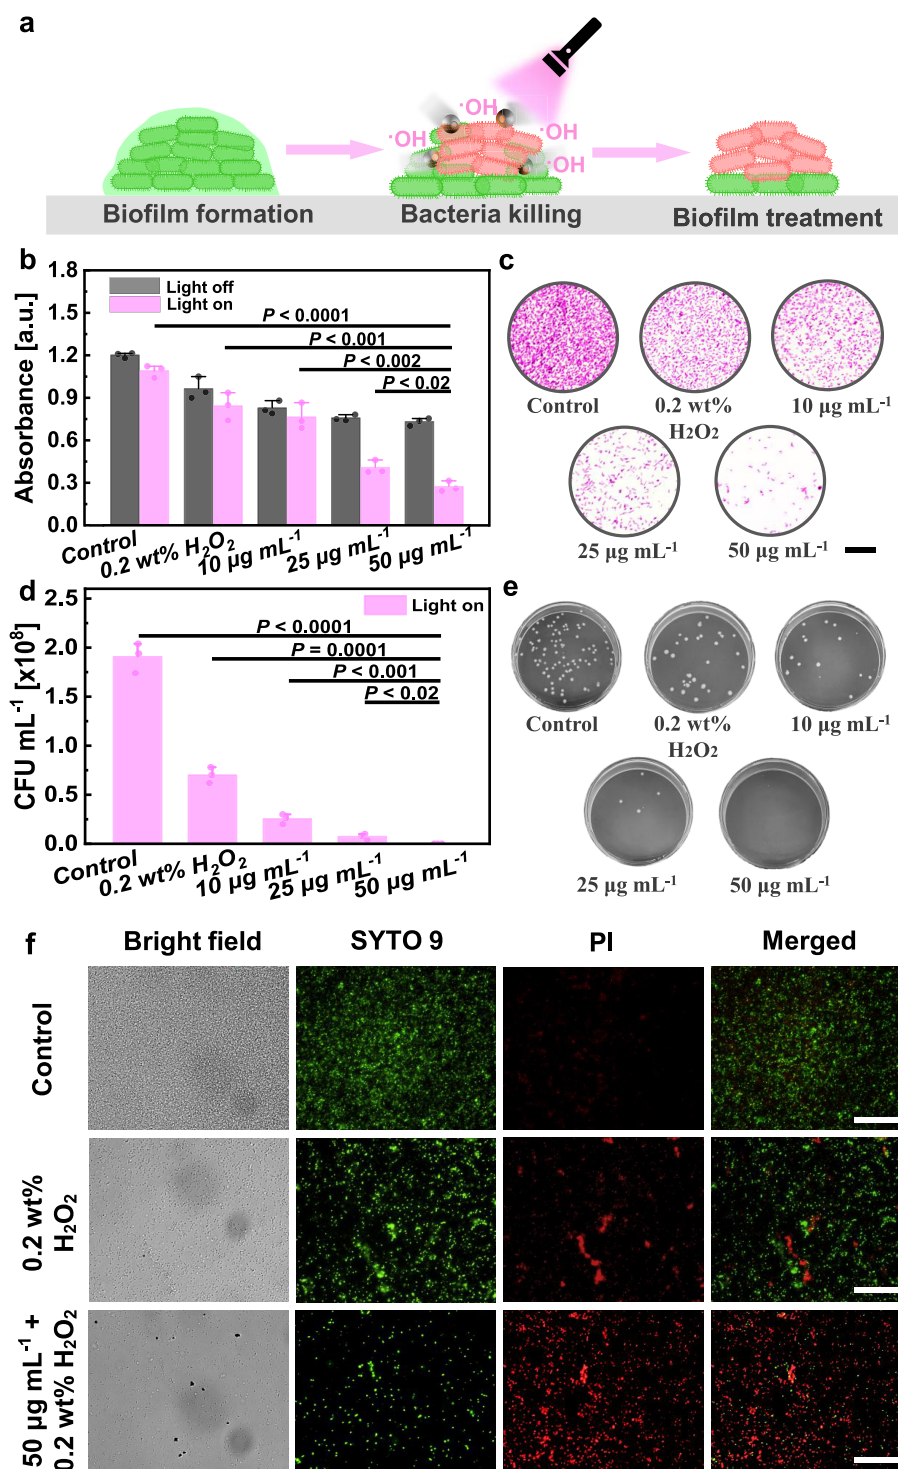 a
·OH
·OH
·OH
·OH
Biofilm formation
Bacteria killing
Biofilm treatment
b
Absorbance [a.u.]
1.8
1.5
1.2
0.9
0.6
0.3
0.0
Light off
Light on
P < 0.0001
P < 0.001
P < 0.002
P < 0.02
Control
0.2 wt% H₂O₂
10 µg mL⁻¹
25 µg mL⁻¹
50 µg mL⁻¹
c
Control
0.2 wt%
H₂O₂
10 µg mL⁻¹
25 µg mL⁻¹
50 µg mL⁻¹
d
CFU mL⁻¹ [x10⁸]
2.5
2.0
1.5
1.0
0.5
0.0
Light on
P < 0.0001
P = 0.0001
P < 0.001
P < 0.02
Control
0.2 wt% H₂O₂
10 µg mL⁻¹
25 µg mL⁻¹
50 µg mL⁻¹
e
Control
0.2 wt%
H₂O₂
10 µg mL⁻¹
25 µg mL⁻¹
50 µg mL⁻¹
f
Bright field
SYTO 9
PI
Merged
Control
0.2 wt%
H₂O₂
50 µg mL⁻¹ +
0.2 wt% H₂O₂